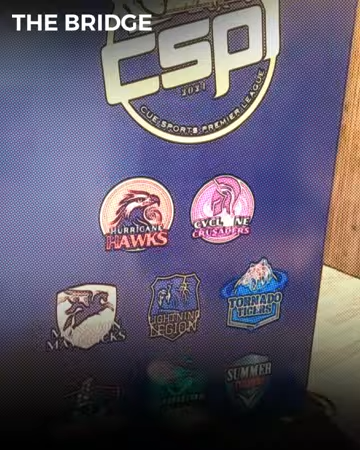 THE BRIDGE
CSPL
2024
CUE SPORTS PREMIER LEAGUE
HURRICANE
HAWKS
CYCLONE
CRUSADERS
LIGHTNING
LEGION
TORNADO
TIGERS
SUMMER